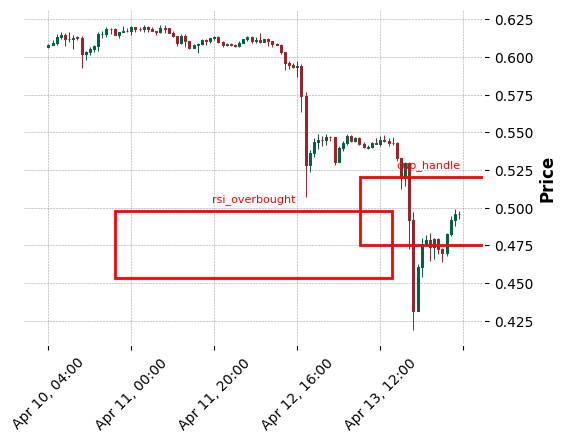 0.625
0.600
0.575
0.550
0.525
0.500
0.475
0.450
0.425
Price
rsi_overbought
Apr 10, 04:00
Apr 11, 00:00
Apr 11, 20:00
Apr 12, 16:00
Apr 13, 12:00